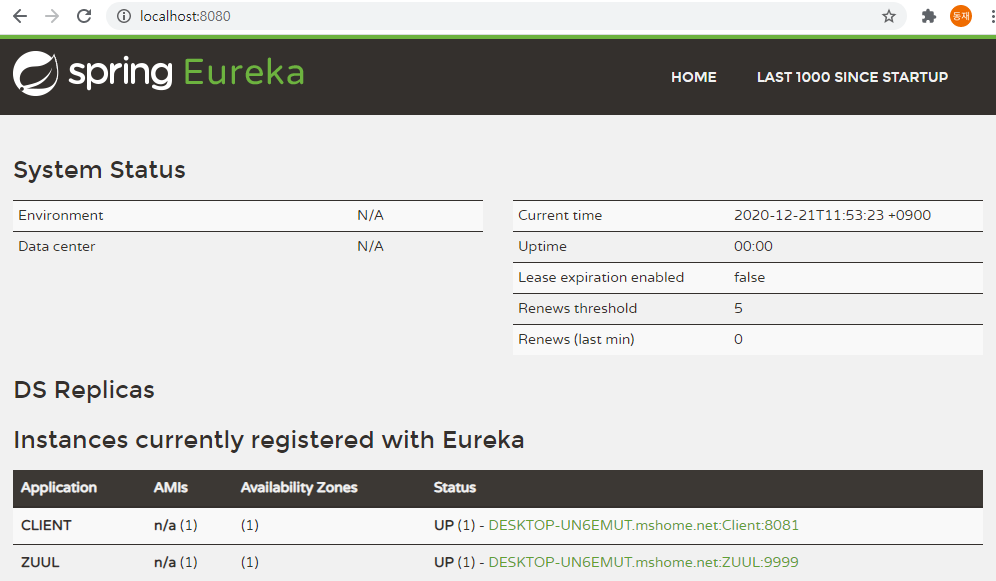 localhost:8080
동재
spring Eureka
HOME LAST 1000 SINCE STARTUP
System Status
Environment N/A
Data center N/A
Current time 2020-12-21T11:53:23 +0900
Uptime 00:00
Lease expiration enabled false
Renews threshold 5
Renews (last min) 0
DS Replicas
Instances currently registered with Eureka
Application AMIs Availability Zones Status
CLIENT n/a (1) (1) UP (1) - DESKTOP-UN6EMUT.mshome.net:Client:8081
ZUUL n/a (1) (1) UP (1) - DESKTOP-UN6EMUT.mshome.net:ZUUL:9999